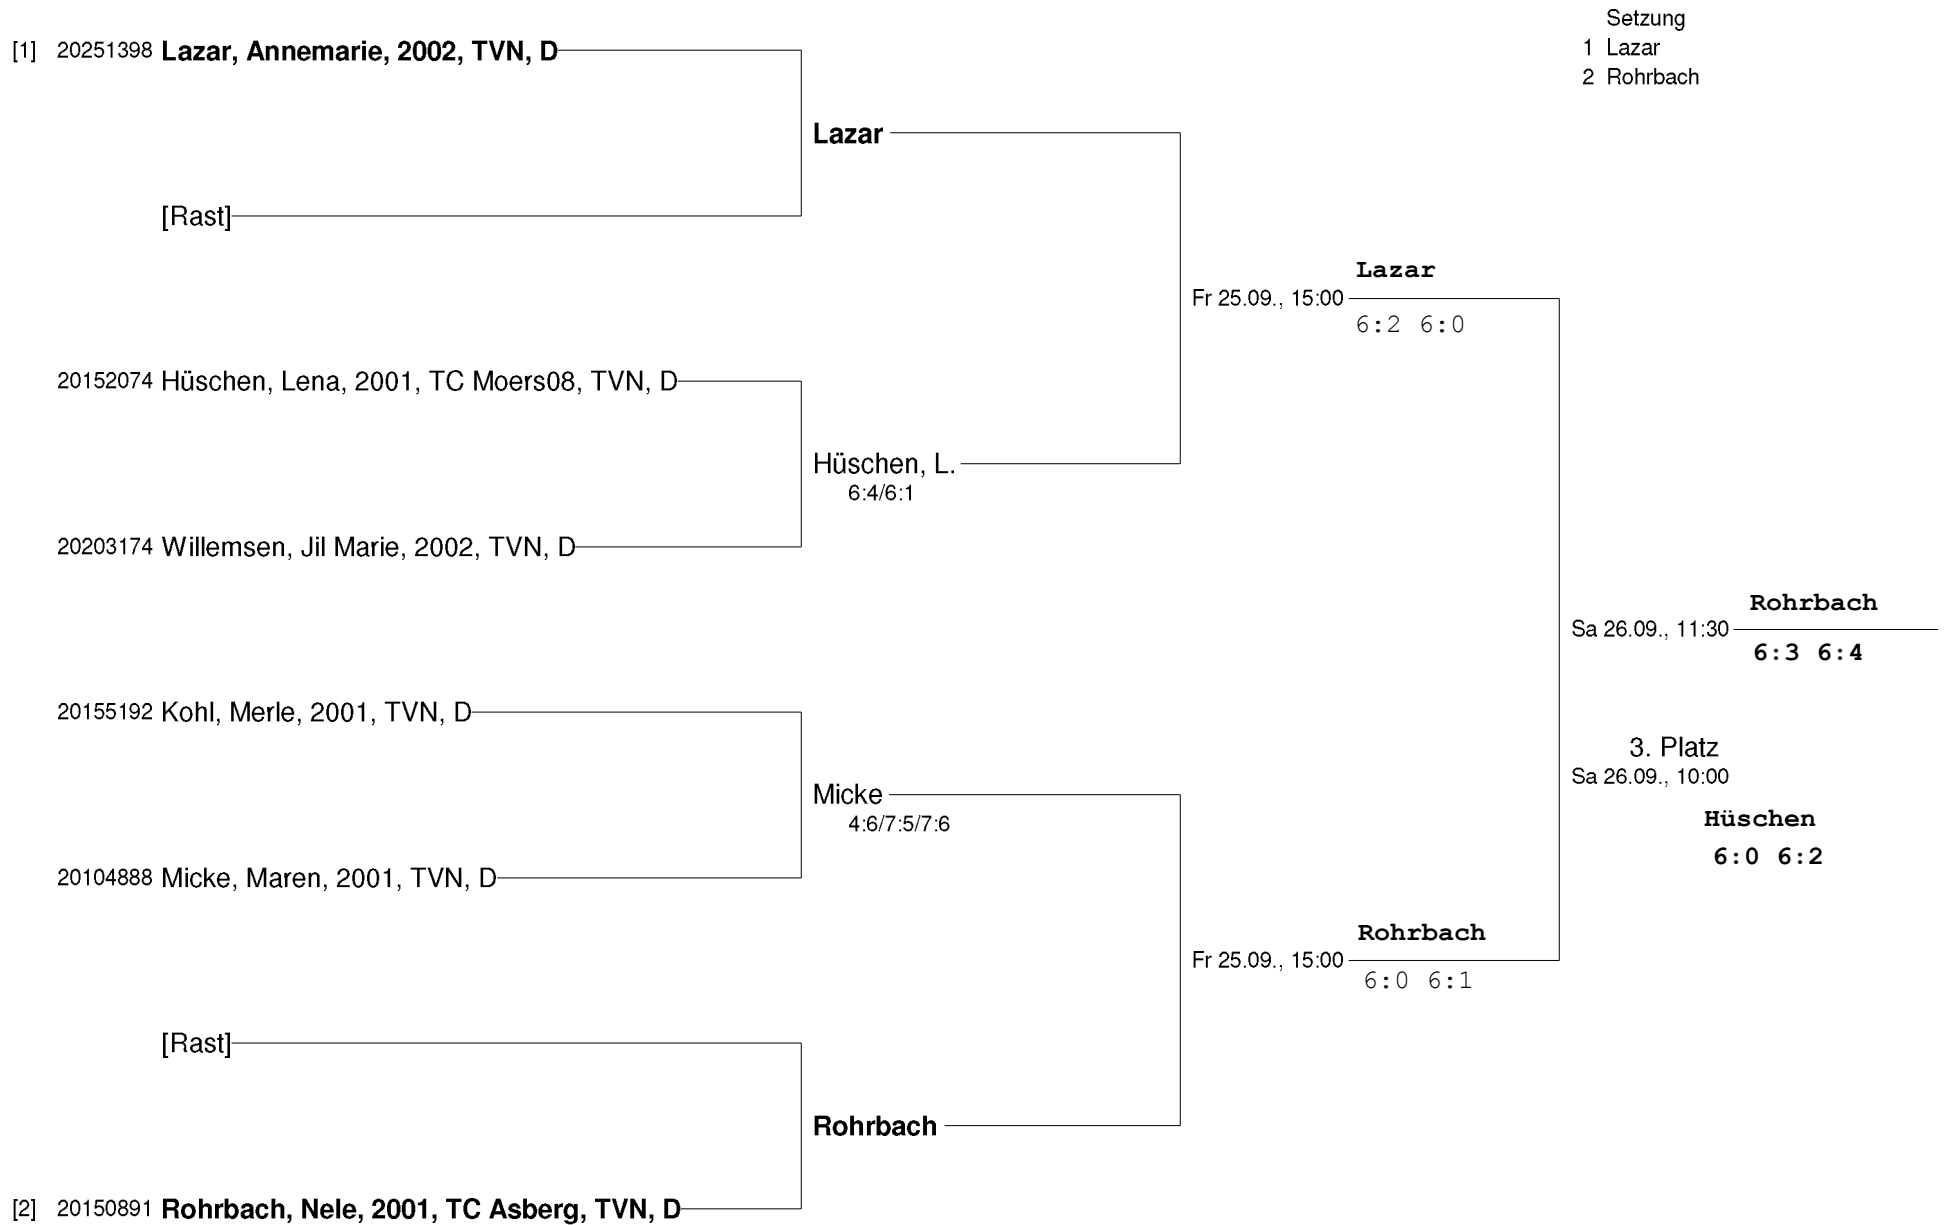 Setzung
1 Lazar
2 Rohrbach
[1] 20251398 Lazar, Annemarie, 2002, TVN, D
Lazar
[Rast]
Lazar
Fr 25.09., 15:00
6:2 6:0
20152074 Hüschen, Lena, 2001, TC Moers08, TVN, D
Hüschen, L.
6:4/6:1
20203174 Willemsen, Jil Marie, 2002, TVN, D
Rohrbach
Sa 26.09., 11:30
6:3 6:4
20155192 Kohl, Merle, 2001, TVN, D
3. Platz
Sa 26.09., 10:00
Hüschen
6:0 6:2
Micke
4:6/7:5/7:6
20104888 Micke, Maren, 2001, TVN, D
Rohrbach
Fr 25.09., 15:00
6:0 6:1
[Rast]
Rohrbach
[2] 20150891 Rohrbach, Nele, 2001, TC Asberg, TVN, D